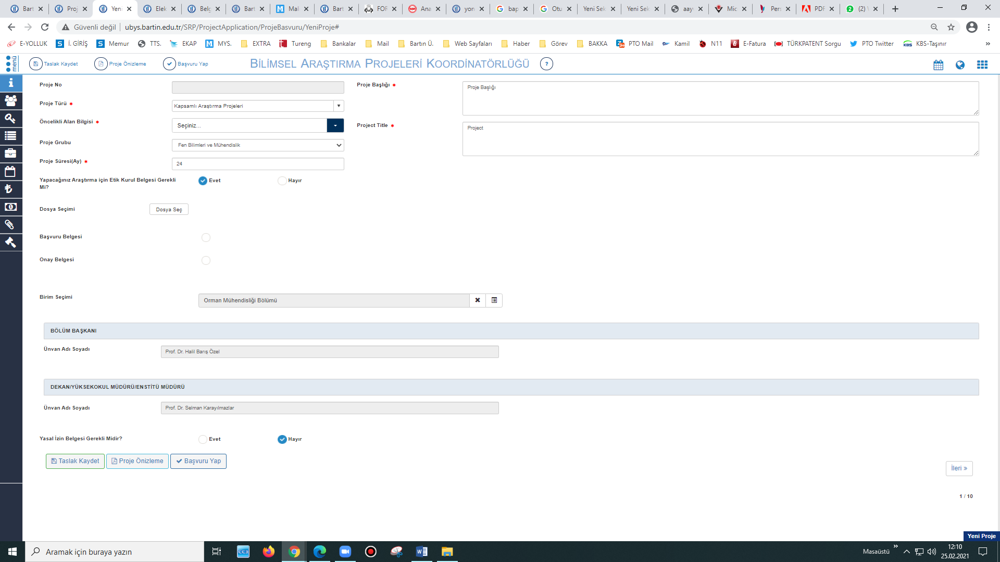 Bart
Proj
Yeni
Elek
Belg
Bart
Mal
Bart
FOR
Ana
yon
bap
Otu
Yeni Sek
Yeni Sek
aay
Mic
Pers
PDF
(2)
Güvenli değil
ubys.bartin.edu.tr/SRP/ProjectApplication/ProjeBasvuru/YeniProje#
E-YOLLUK
İ. GİRİŞ
Memur
TTS.
EKAP
MYS.
EXTRA
Tureng
Bankalar
Mail
Bartın Ü.
Web Sayfaları
Haber
Görev
BAKKA
PTO Mail
Kamil
N11
E-Fatura
TÜRKPATENT Sorgu
PTO Twitter
KBS-Taşınır
»
menü
Taslak Kaydet
Proje Önizleme
Başvuru Yap
BİLİMSEL ARAŞTIRMA PROJELERİ KOORDİNATÖRLÜĞÜ
?
Proje No
Proje Başlığı *
Proje Başlığı
Proje Türü *
Kapsamlı Araştırma Projeleri
Öncelikli Alan Bilgisi *
Seçiniz...
Project Title *
Project
Proje Grubu
Fen Bilimleri ve Mühendislik
Proje Süresi(Ay) *
24
Yapacağınız Araştırma için Etik Kurul Belgesi Gerekli
Mi?
Evet
Hayır
Dosya Seçimi
Dosya Seç
Başvuru Belgesi
Onay Belgesi
Birim Seçimi
Orman Mühendisliği Bölümü
BÖLÜM BAŞKANI
Ünvan Adı Soyadı
Prof. Dr. Halil Barış Özel
DEKAN/YÜKSEKOKUL MÜDÜRÜ/ENSTİTÜ MÜDÜRÜ
Ünvan Adı Soyadı
Prof. Dr. Selman Karayılmazlar
Yasal İzin Belgesi Gerekli Midir?
Evet
Hayır
Taslak Kaydet
Proje Önizleme
Başvuru Yap
İleri »
1 / 10
Yeni Proje
Aramak için buraya yazın
Masaüstü
»
12:10
25.02.2021